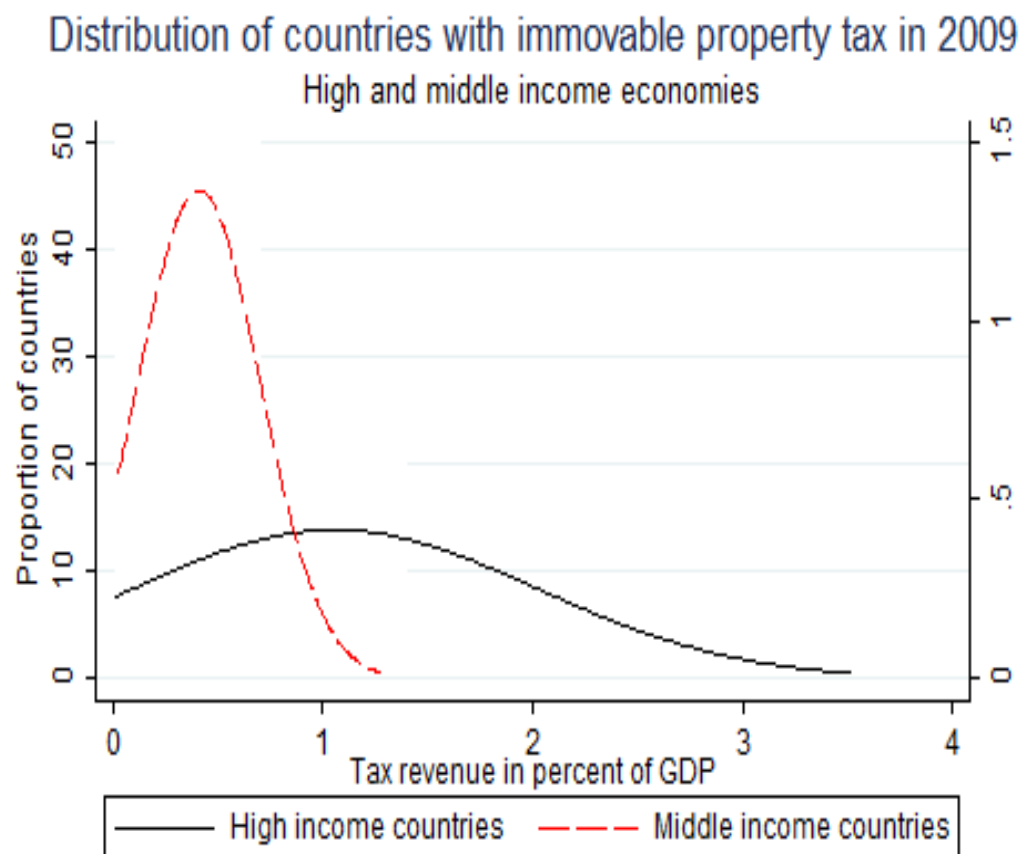 Distribution of countries with immovable property tax in 2009
High and middle income economies
Proportion of countries
50
40
30
20
10
0
1.5
1
.5
0
0 1 2 3 4
Tax revenue in percent of GDP
High income countries Middle income countries